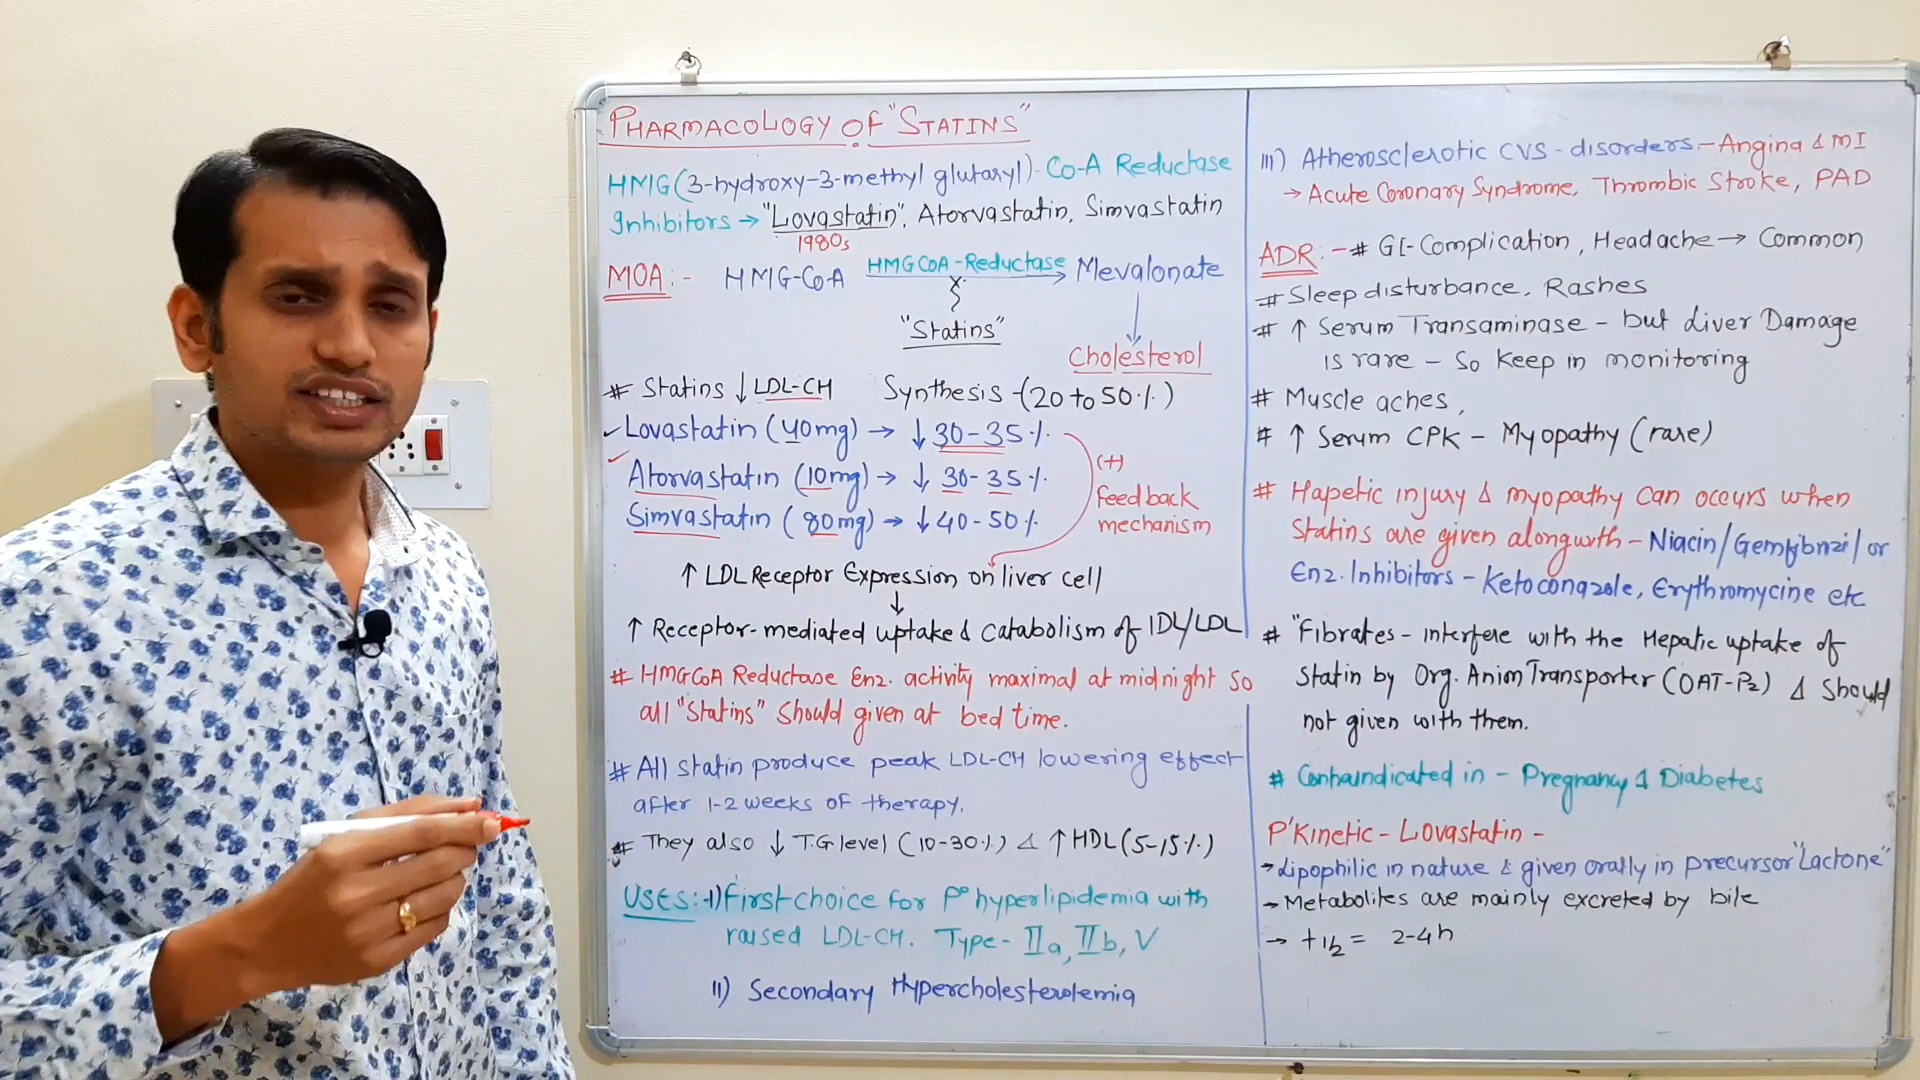 PHARMACOLOGY OF "STATINS"
HMG (3-hydroxy-3-methyl glutaryl)-Co-A Reductase
Inhibitors → "Lovastatin", Atorvastatin, Simvastatin
1980s
MOA:- HMG-CoA HMGCoA-Reductase Mevalonate
x
"Statins"
Cholesterol
# Statins ↓ LDL-CH Synthesis-(20 to 50%)
✓ Lovastatin (40mg) → ↓ 30-35%
✓ Atorvastatin (10mg) → ↓ 30-35%
Simvastatin (80mg) → ↓ 40-50%
(+)
feedback
mechanism
↑ LDL Receptor Expression on liver cell
↓
↑ Receptor-mediated uptake & Catabolism of IDL/LDL
# HMGCoA Reductase Enz. activity maximal at midnight so
all "Statins" should given at bed time.
# All statin produce peak LDL-CH lowering effect
after 1-2 weeks of therapy.
# They also ↓ T.G level (10-30%) & ↑ HDL (5-15%)
USES:- I) First choice for P° hyperlipidemia with
raised LDL-CH. Type- IIa, IIb, V
II) Secondary Hypercholesterolemia
III) Atherosclerotic CVS-disorders - Angina & MI
→ Acute Coronary Syndrome, Thrombic Stroke, PAD
ADR:- # GI-Complication, Headache → Common
# Sleep disturbance, Rashes
# ↑ Serum Transaminase - but liver Damage
is rare - So keep in monitoring
# Muscle aches,
# ↑ Serum CPK - Myopathy (rare)
# Hapetic injury & myopathy can occurs when
Statins are given alongwth - Niacin/Gemfibrozi/or
Enz. Inhibitors - Ketoconazole, Erythromycine etc
# "Fibrates - interfere with the Hepatic uptake of
statin by Org. Anion Transporter (OAT-P2) & Should
not given with them.
# Contraindicated in - Pregnancy & Diabetes
P'Kinetic - Lovastatin -
→ lipophilic in nature & given orally in precursor "Lactone"
→ Metabolites are mainly excreted by bile
→ t1/2 = 2-4h